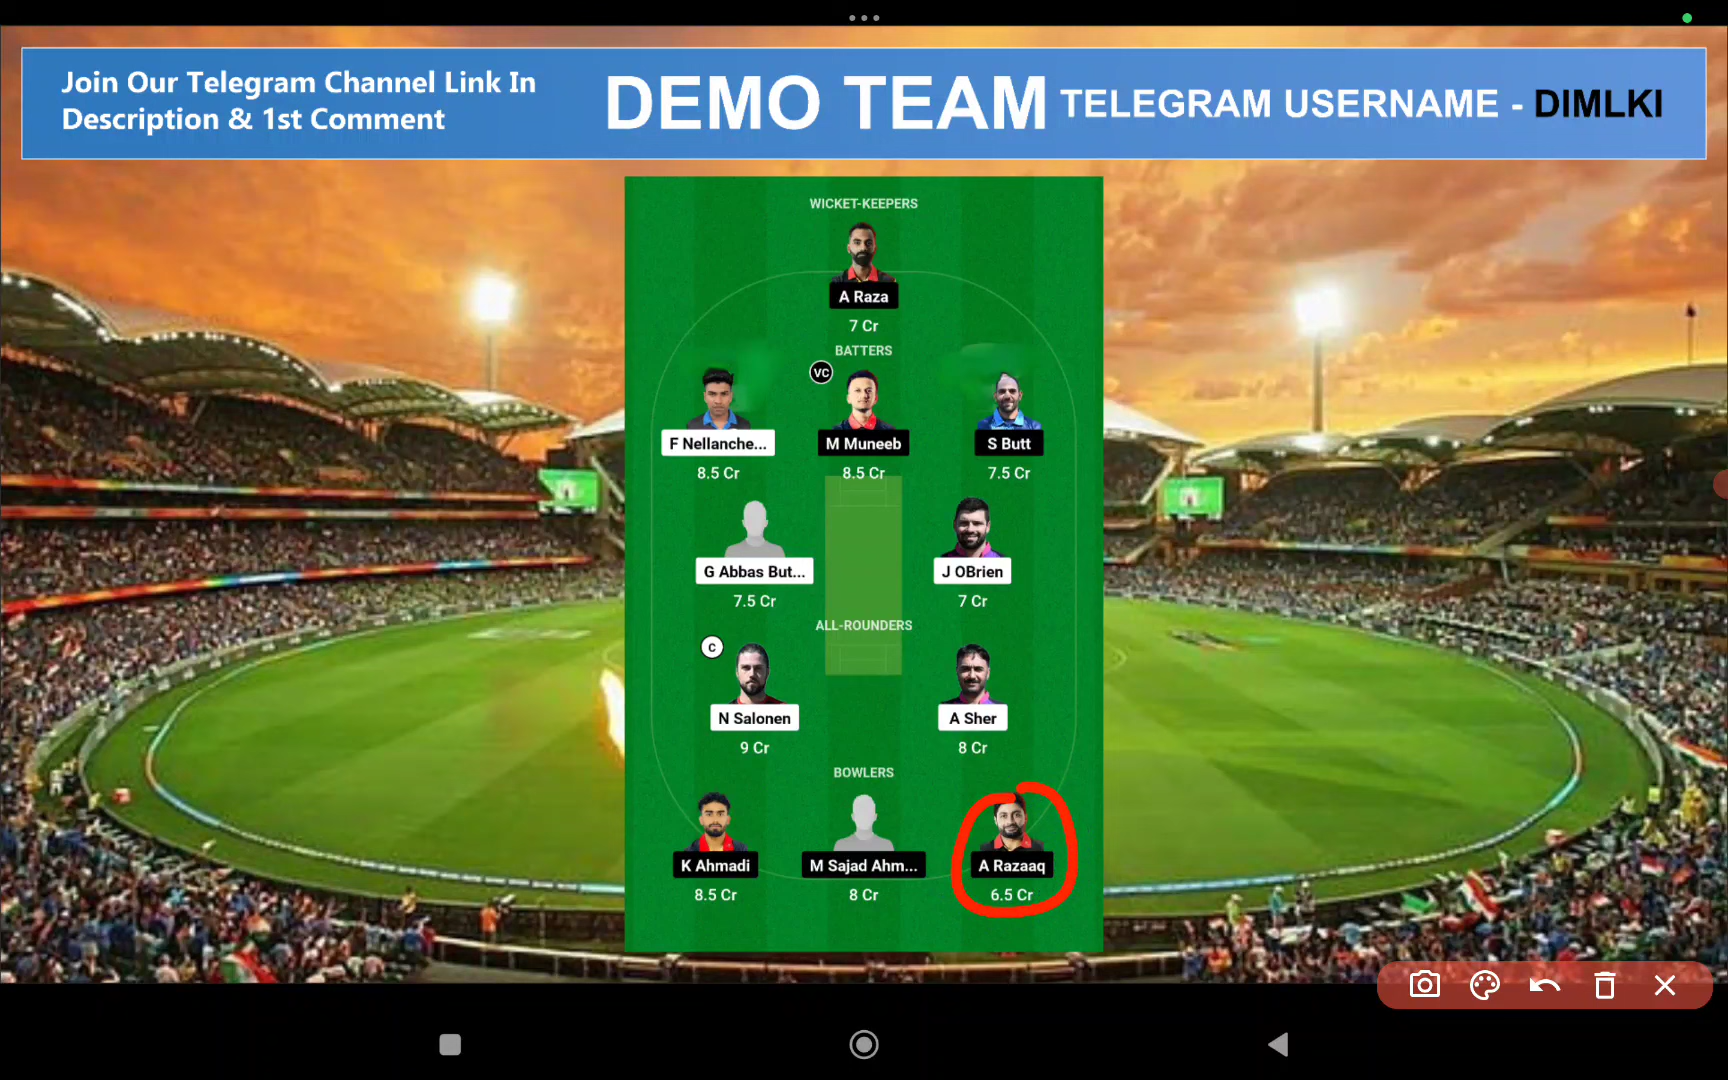 Join Our Telegram Channel Link In
Description & 1st Comment
DEMO TEAM
TELEGRAM USERNAME - DIMLKI
WICKET-KEEPERS
A Raza
7 Cr
BATTERS
VC
F Nellanche...
M Muneeb
S Butt
8.5 Cr
8.5 Cr
7.5 Cr
G Abbas But...
J OBrien
7.5 Cr
7 Cr
ALL-ROUNDERS
C
N Salonen
A Sher
9 Cr
8 Cr
BOWLERS
K Ahmadi
M Sajad Ahm...
A Razaaq
8.5 Cr
8 Cr
6.5 Cr